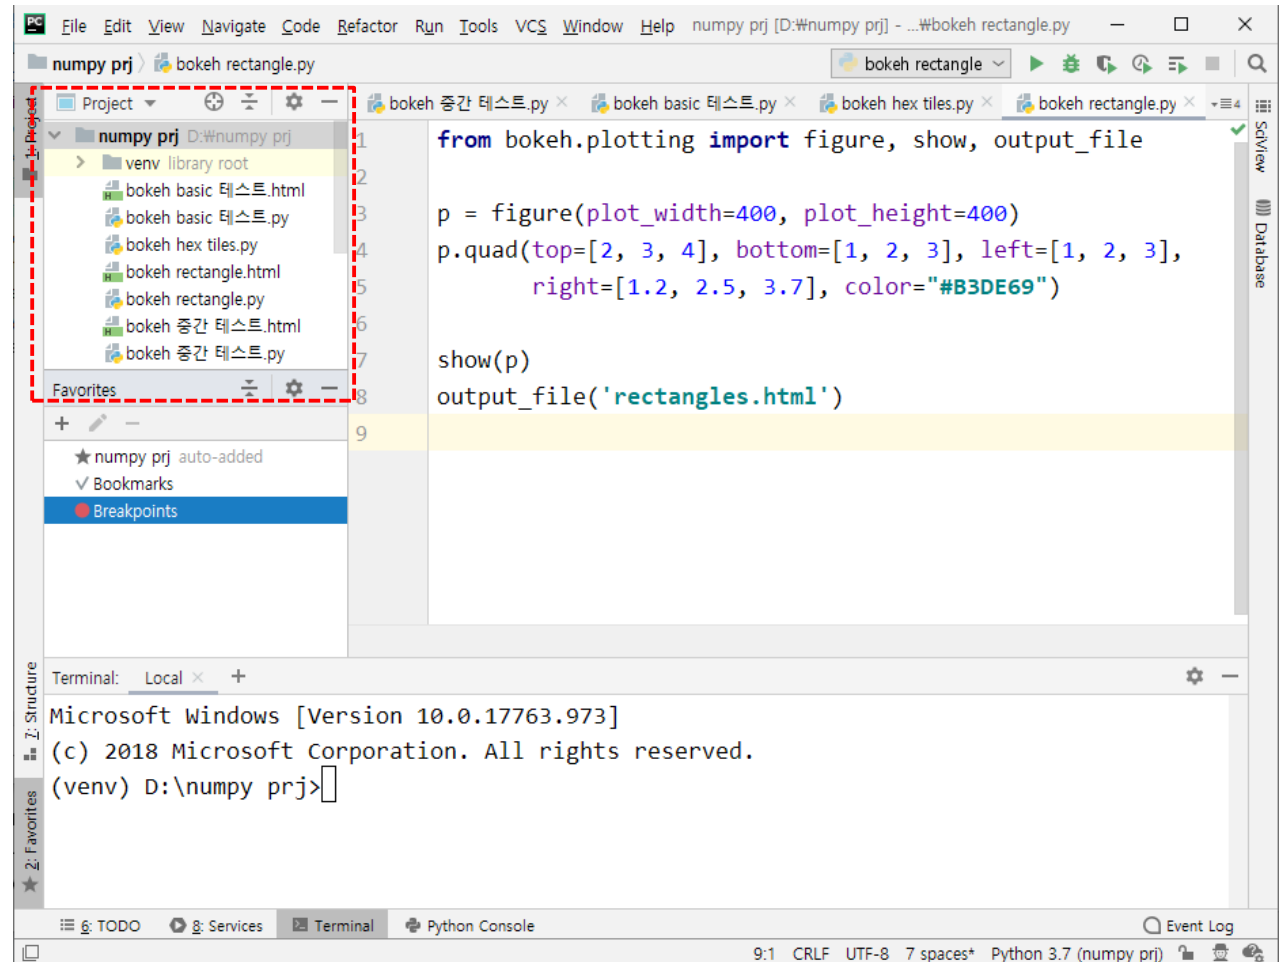 PC File Edit View Navigate Code Refactor Run Tools VCS Window Help numpy prj [D:₩numpy prj] - ...₩bokeh rectangle.py
numpy prj bokeh rectangle.py bokeh rectangle
1: Project
Project
bokeh 중간 테스트.py bokeh basic 테스트.py bokeh hex tiles.py bokeh rectangle.py 4
numpy prj D:₩numpy prj
venv library root
bokeh basic 테스트.html
bokeh basic 테스트.py
bokeh hex tiles.py
bokeh rectangle.html
bokeh rectangle.py
bokeh 중간 테스트.html
bokeh 중간 테스트.py
Favorites
numpy prj auto-added
Bookmarks
Breakpoints
1 from bokeh.plotting import figure, show, output_file
2
3 p = figure(plot_width=400, plot_height=400)
4 p.quad(top=[2, 3, 4], bottom=[1, 2, 3], left=[1, 2, 3],
5 right=[1.2, 2.5, 3.7], color="#B3DE69")
6
7 show(p)
8 output_file('rectangles.html')
9
SciView
Database
7: Structure
2: Favorites
Terminal: Local
Microsoft Windows [Version 10.0.17763.973]
(c) 2018 Microsoft Corporation. All rights reserved.
(venv) D:\numpy prj>
6: TODO 8: Services Terminal Python Console Event Log
9:1 CRLF UTF-8 7 spaces* Python 3.7 (numpy prj)